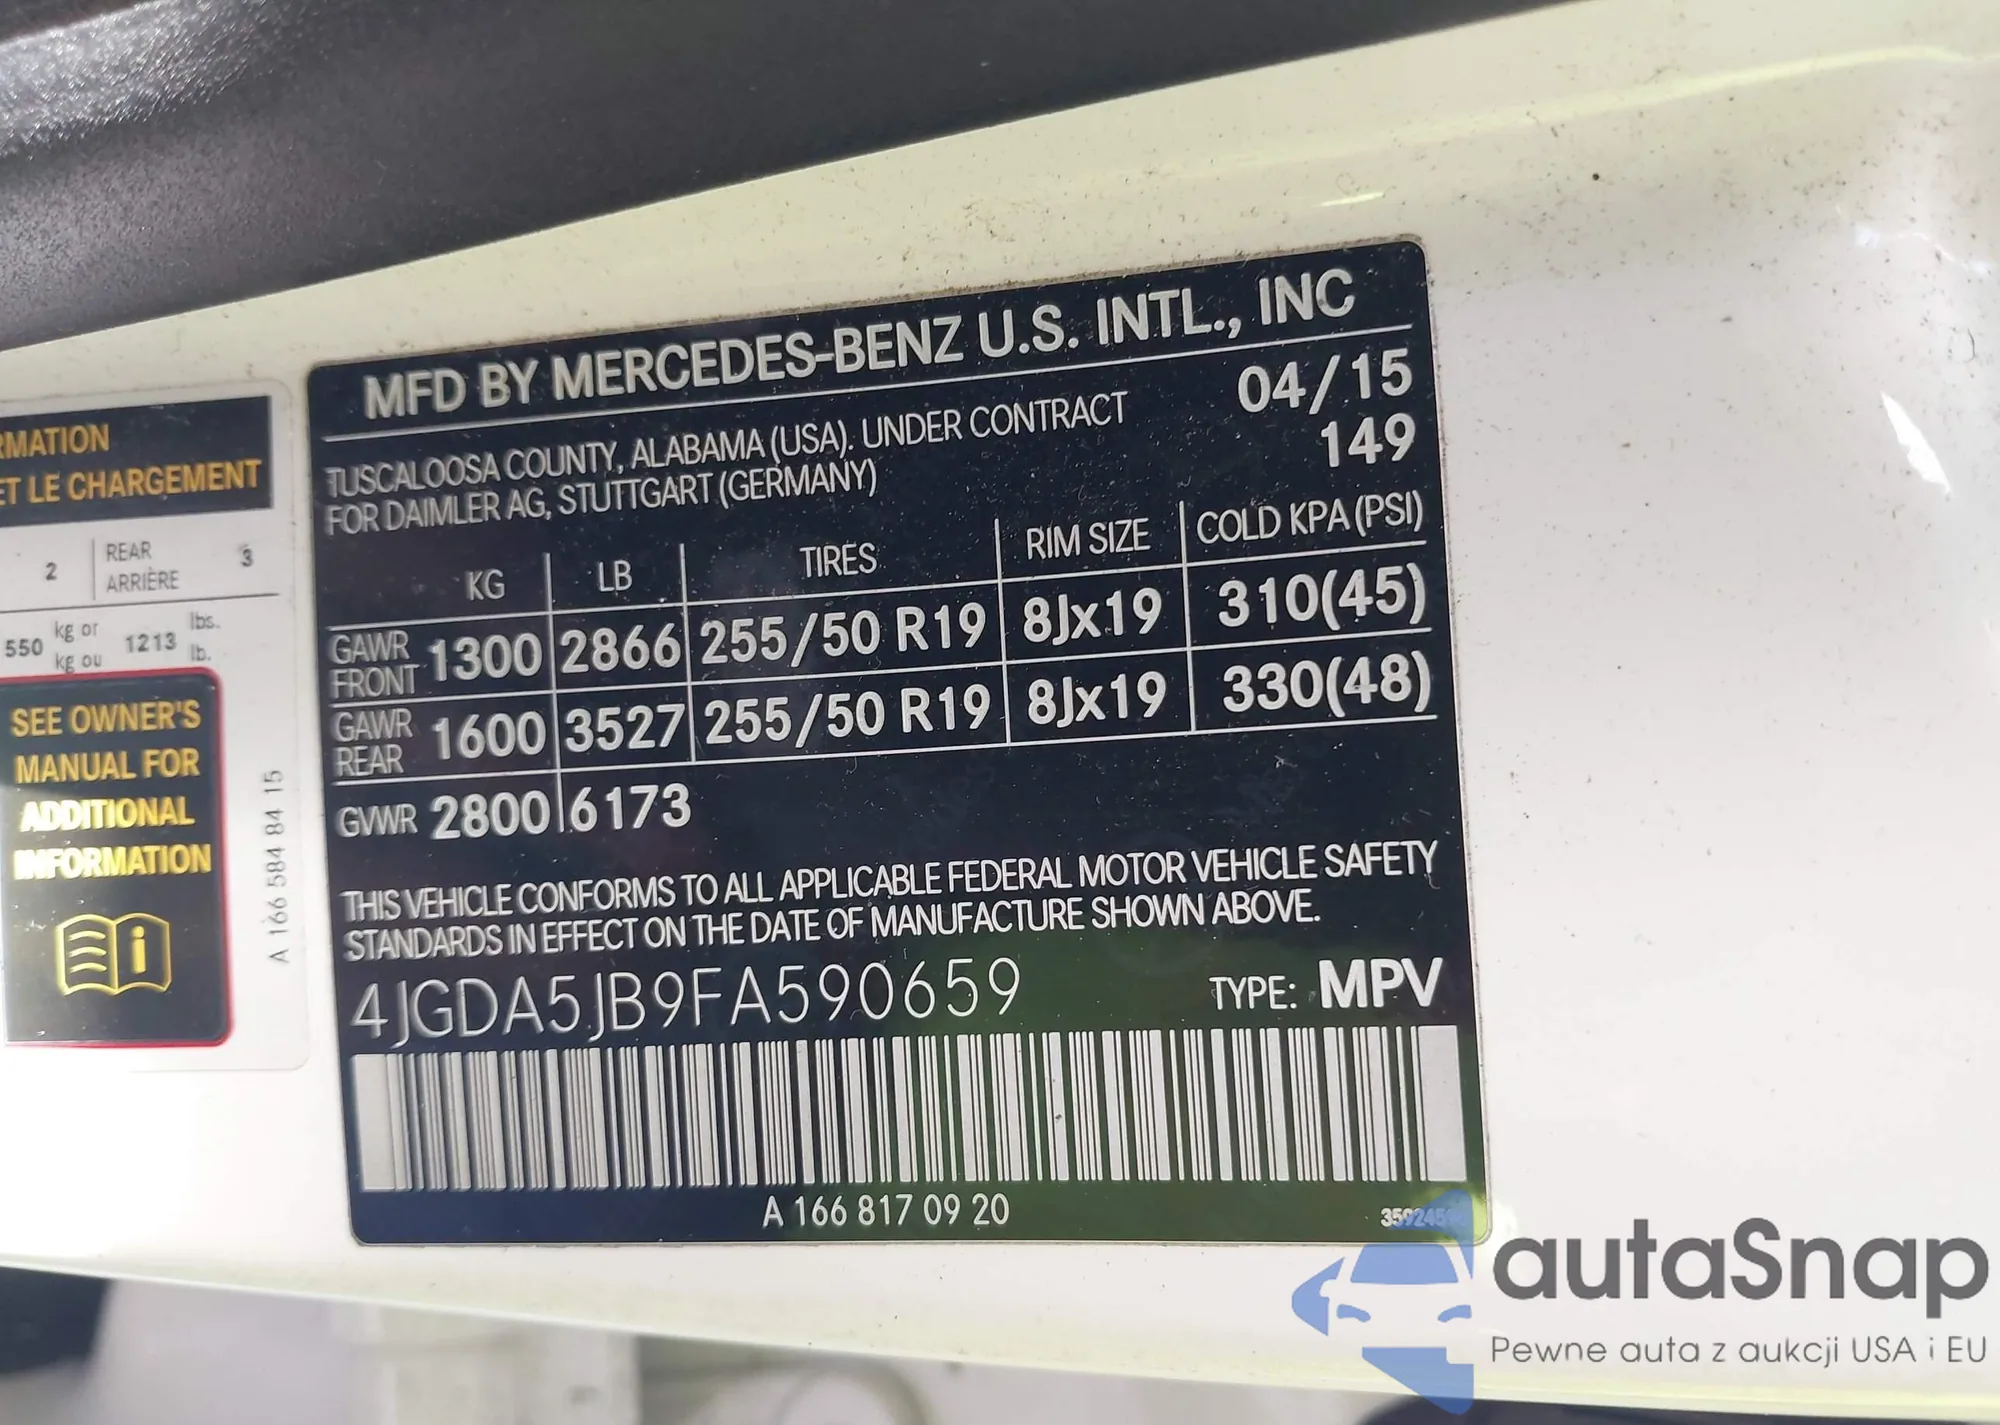 RMATION
ET LE CHARGEMENT
2 REAR ARRIÈRE 3
550 kg or kg ou 1213 lbs. lb.
SEE OWNER'S
MANUAL FOR
ADDITIONAL
INFORMATION
i
A 166 584 84 15
MFD BY MERCEDES-BENZ U.S. INTL., INC
TUSCALOOSA COUNTY, ALABAMA (USA). UNDER CONTRACT
FOR DAIMLER AG, STUTTGART (GERMANY)
04/15
149
KG LB TIRES RIM SIZE COLD KPA (PSI)
GAWR FRONT 1300 2866 255/50 R19 8Jx19 310(45)
GAWR REAR 1600 3527 255/50 R19 8Jx19 330(48)
GVWR 2800 6173
THIS VEHICLE CONFORMS TO ALL APPLICABLE FEDERAL MOTOR VEHICLE SAFETY
STANDARDS IN EFFECT ON THE DATE OF MANUFACTURE SHOWN ABOVE.
4JGDA5JB9FA590659 TYPE: MPV
A 166 817 09 20
autaSnap
Pewne auta z aukcji USA i EU